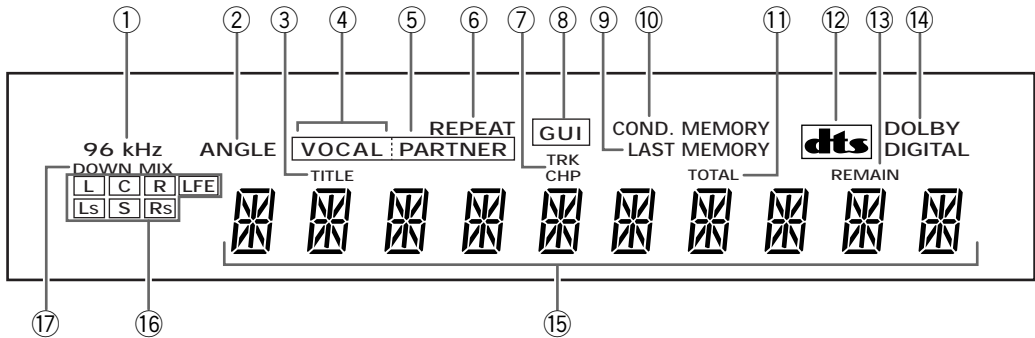 ① ② ③ ④ ⑤ ⑥ ⑦ ⑧ ⑨ ⑩ ⑪ ⑫ ⑬ ⑭
96 kHz ANGLE VOCAL PARTNER REPEAT GUI COND. MEMORY dts DOLBY
LAST MEMORY DIGITAL
DOWN MIX TITLE TRK TOTAL REMAIN
CHP
L C R LFE
Ls S Rs
⑰ ⑯ ⑮